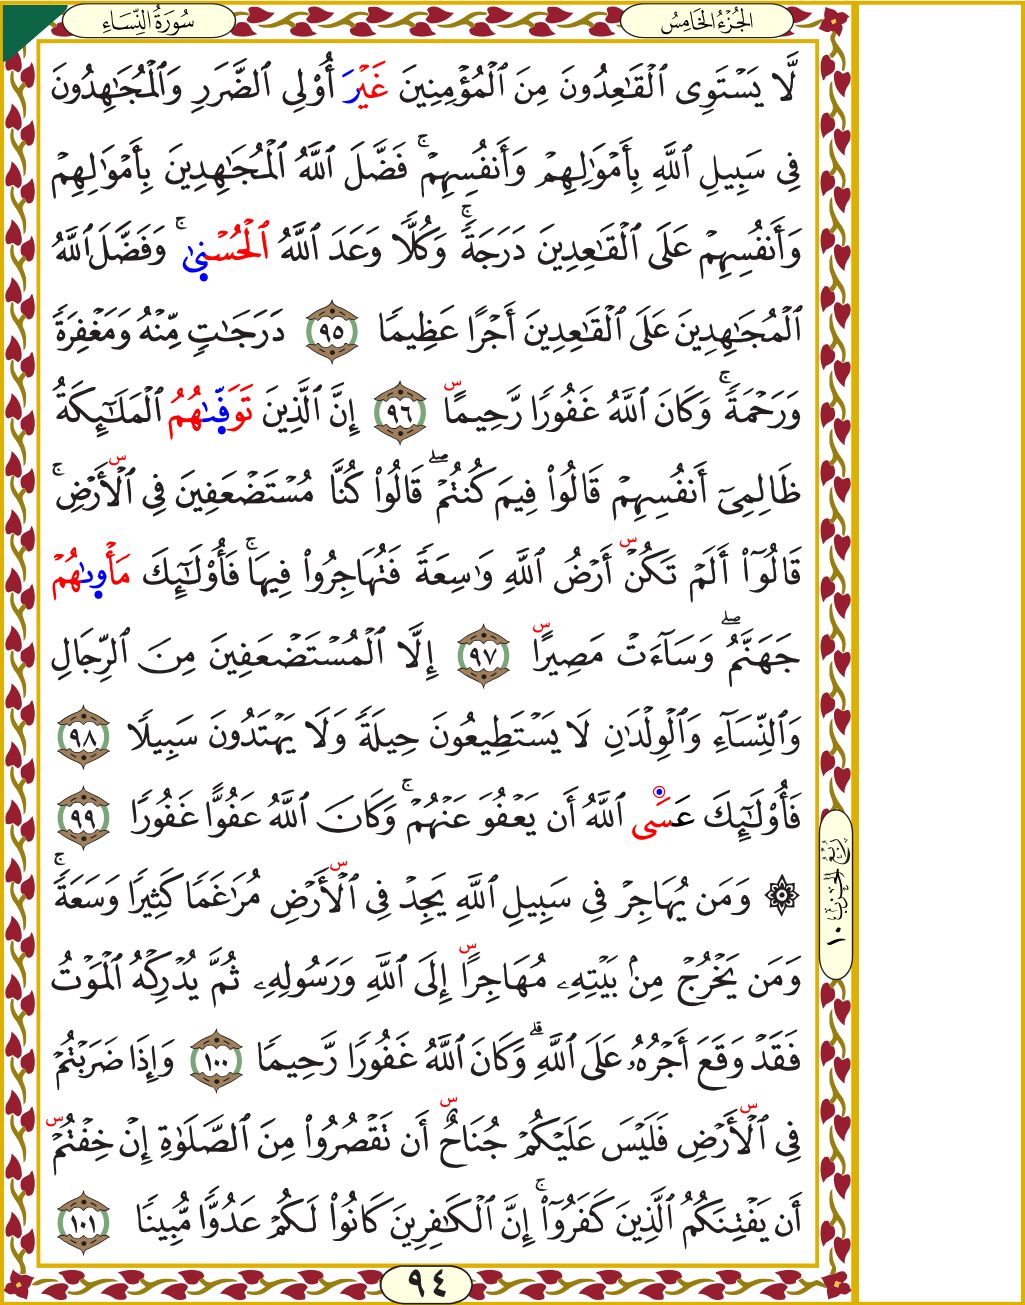 سُورَةُ النِّسَاءِ
الجُزْءُ الخَامِسُ
لَّا يَسْتَوِى ٱلْقَٰعِدُونَ مِنَ ٱلْمُؤْمِنِينَ غَيْرَ أُوْلِى ٱلضَّرَرِ وَٱلْمُجَٰهِدُونَ
فِى سَبِيلِ ٱللَّهِ بِأَمْوَٰلِهِمْ وَأَنفُسِهِمْۚ فَضَّلَ ٱللَّهُ ٱلْمُجَٰهِدِينَ بِأَمْوَٰلِهِمْ
وَأَنفُسِهِمْ عَلَى ٱلْقَٰعِدِينَ دَرَجَةًۚ وَكُلًّا وَعَدَ ٱللَّهُ ٱلْحُسْنِىٰۚ وَفَضَّلَ ٱللَّهُ
ٱلْمُجَٰهِدِينَ عَلَى ٱلْقَٰعِدِينَ أَجْرًا عَظِيمًا ٩٥ دَرَجَٰتٍ مِّنْهُ وَمَغْفِرَةً
وَرَحْمَةًۚ وَكَانَ ٱللَّهُ غَفُورًا رَّحِيمًا س ٩٦ إِنَّ ٱلَّذِينَ تَوَفِّىٰهُمُ ٱلْمَلَٰٓئِكَةُ
ظَالِمِىٓ أَنفُسِهِمْ قَالُوا۟ فِيمَ كُنتُمْۖ قَالُوا۟ كُنَّا مُسْتَضْعَفِينَ فِى ٱلْأَرْضِۚ س
قَالُوٓا۟ أَلَمْ تَكُنْ س أَرْضُ ٱللَّهِ وَٰسِعَةً فَتُهَاجِرُوا۟ فِيهَاۚ فَأُو۟لَٰٓئِكَ مَأْوِىٰهُمْ
جَهَنَّمُۖ وَسَآءَتْ مَصِيرًا س ٩٧ إِلَّا ٱلْمُسْتَضْعَفِينَ مِنَ ٱلرِّجَالِ
وَٱلنِّسَآءِ وَٱلْوِلْدَٰنِ لَا يَسْتَطِيعُونَ حِيلَةً وَلَا يَهْتَدُونَ سَبِيلًا ٩٨
فَأُو۟لَٰٓئِكَ عَسَى ٱللَّهُ أَن يَعْفُوَ عَنْهُمْۚ وَكَانَ ٱللَّهُ عَفُوًّا غَفُورًا ٩٩
۞ وَمَن يُهَاجِرْ فِى سَبِيلِ ٱللَّهِ يَجِدْ فِى ٱلْأَرْضِ س مُرَٰغَمًا كَثِيرًا وَسَعَةًۚ
وَمَن يَخْرُجْ مِنۢ بَيْتِهِۦ مُهَاجِرًا س إِلَى ٱللَّهِ وَرَسُولِهِۦ ثُمَّ يُدْرِكْهُ ٱلْمَوْتُ
فَقَدْ وَقَعَ أَجْرُهُۥ عَلَى ٱللَّهِۗ وَكَانَ ٱللَّهُ غَفُورًا رَّحِيمًا ١٠٠ وَإِذَا ضَرَبْتُمْ
فِى ٱلْأَرْضِ س فَلَيْسَ عَلَيْكُمْ جُنَاحٌ س أَن تَقْصُرُوا۟ مِنَ ٱلصَّلَوٰةِ إِنْ خِفْتُمْ س
أَن يَفْتِنَكُمُ ٱلَّذِينَ كَفَرُوٓا۟ۚ إِنَّ ٱلْكَٰفِرِينَ كَانُوا۟ لَكُمْ عَدُوًّا مُّبِينًا ١٠١
رُبْعُ الحِزْبِ ١٠
٩٤